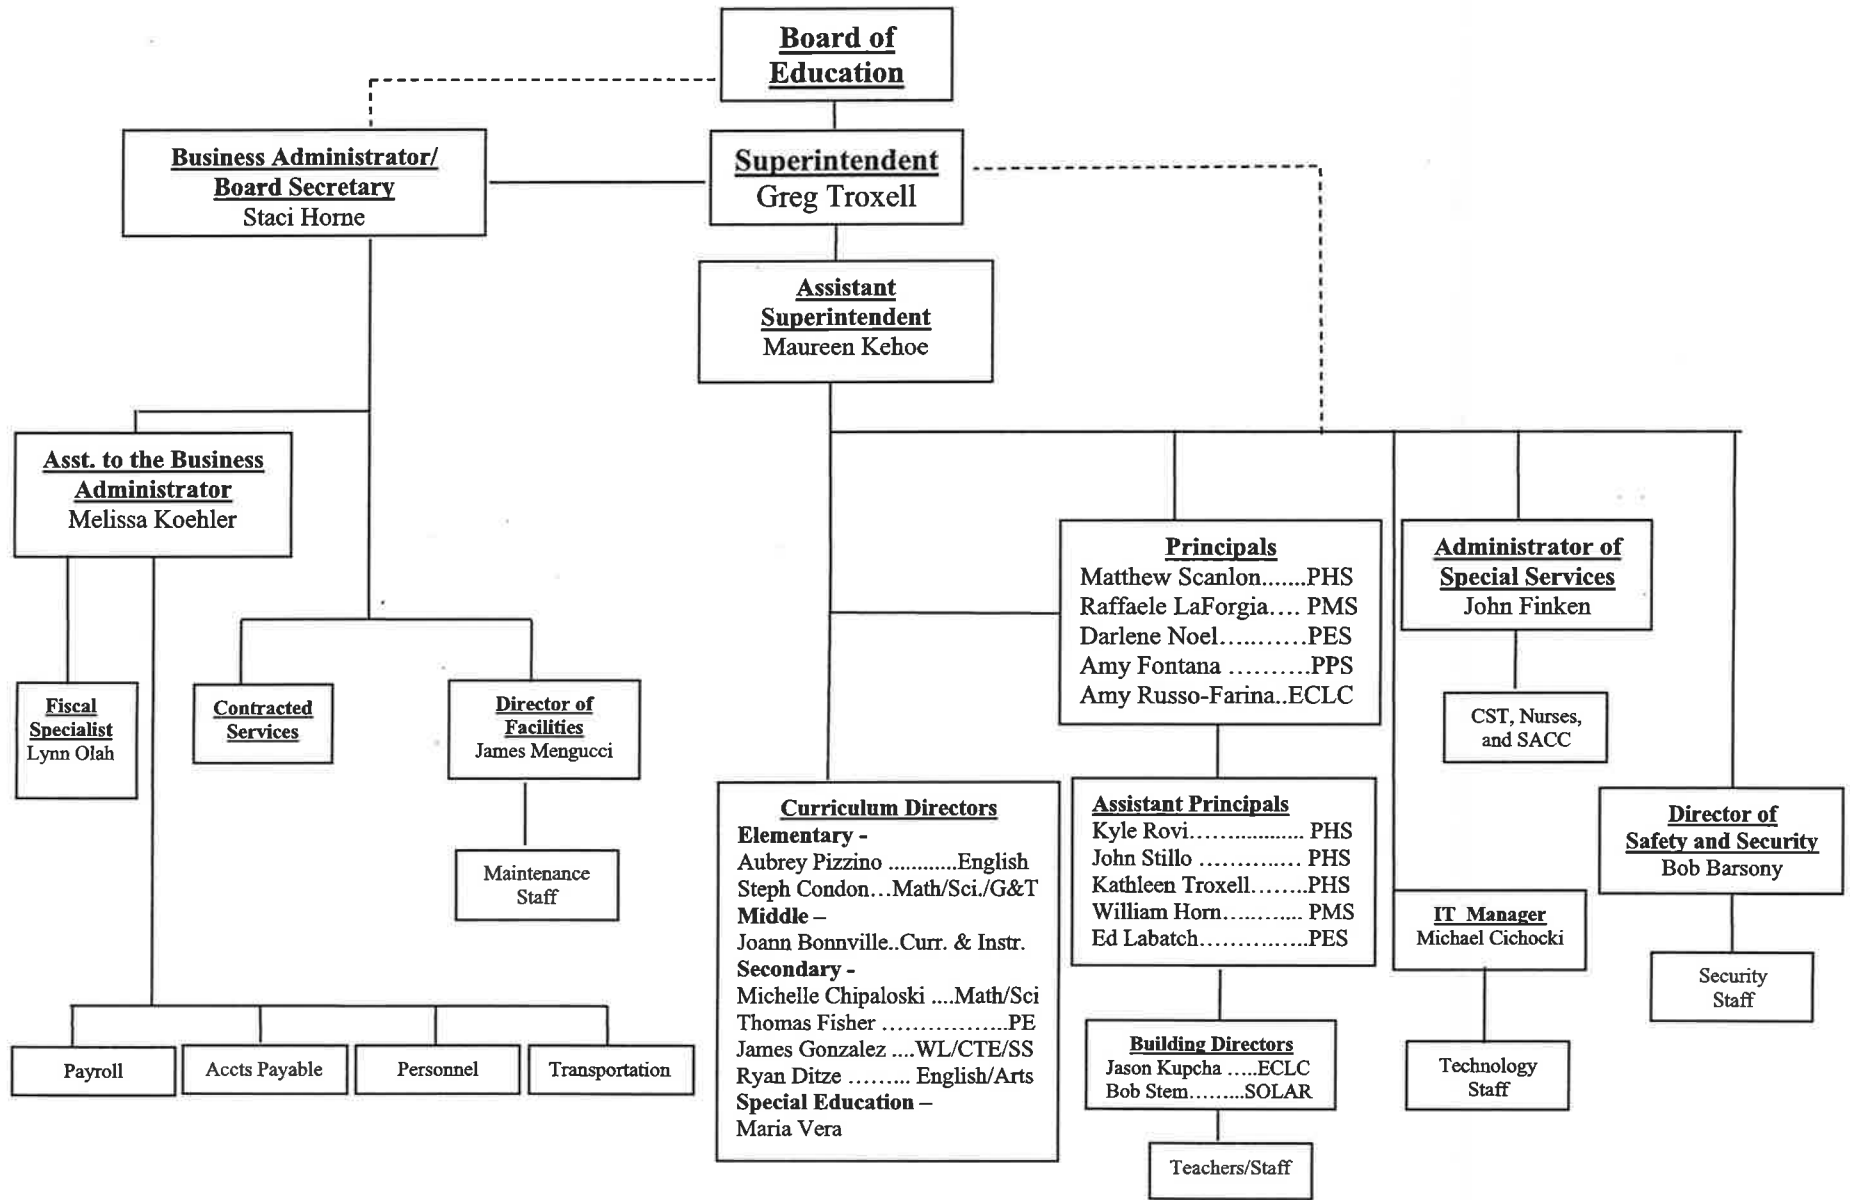 Board of
Education
Business Administrator/
Board Secretary
Staci Horne
Superintendent
Greg Troxell
Assistant
Superintendent
Maureen Kehoe
Asst. to the Business
Administrator
Melissa Koehler
Principals
Matthew Scanlon.......PHS
Raffaele LaForgia.... PMS
Darlene Noel...........PES
Amy Fontana ..........PPS
Amy Russo-Farina..ECLC
Administrator of
Special Services
John Finken
Fiscal
Specialist
Lynn Olah
Contracted
Services
Director of
Facilities
James Mengucci
CST, Nurses,
and SACC
Maintenance
Staff
Curriculum Directors
Elementary -
Aubrey Pizzino ............English
Steph Condon...Math/Sci./G&T
Middle –
Joann Bonnville..Curr. & Instr.
Secondary -
Michelle Chipaloski ....Math/Sci
Thomas Fisher ..................PE
James Gonzalez ....WL/CTE/SS
Ryan Ditze ......... English/Arts
Special Education –
Maria Vera
Assistant Principals
Kyle Rovi.................... PHS
John Stillo ................ PHS
Kathleen Troxell........PHS
William Horn............ PMS
Ed Labatch.................PES
Director of
Safety and Security
Bob Barsony
IT Manager
Michael Cichocki
Security
Staff
Building Directors
Jason Kupcha .....ECLC
Bob Stem.........SOLAR
Technology
Staff
Payroll
Accts Payable
Personnel
Transportation
Teachers/Staff